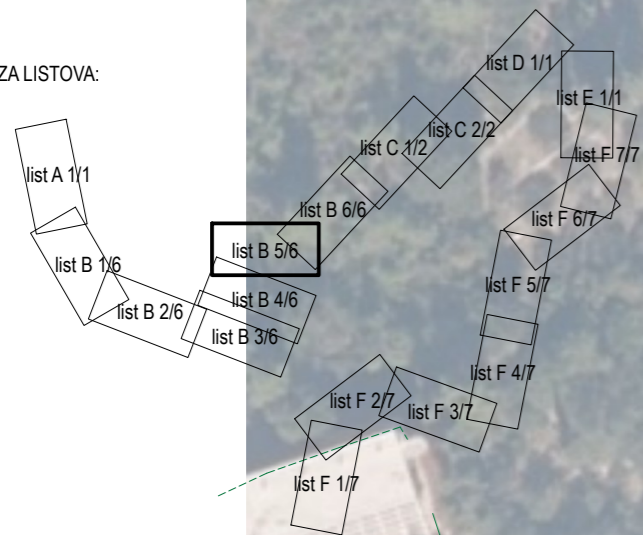 ZA LISTOVA:
list D 1/1
list E 1/1
list C 2/2
list C 1/2
list F 7/7
list A 1/1
list B 6/6
list F 6/7
list B 5/6
list B 1/6
list F 5/7
list B 4/6
list B 2/6
list B 3/6
list F 4/7
list F 2/7
list F 3/7
list F 1/7